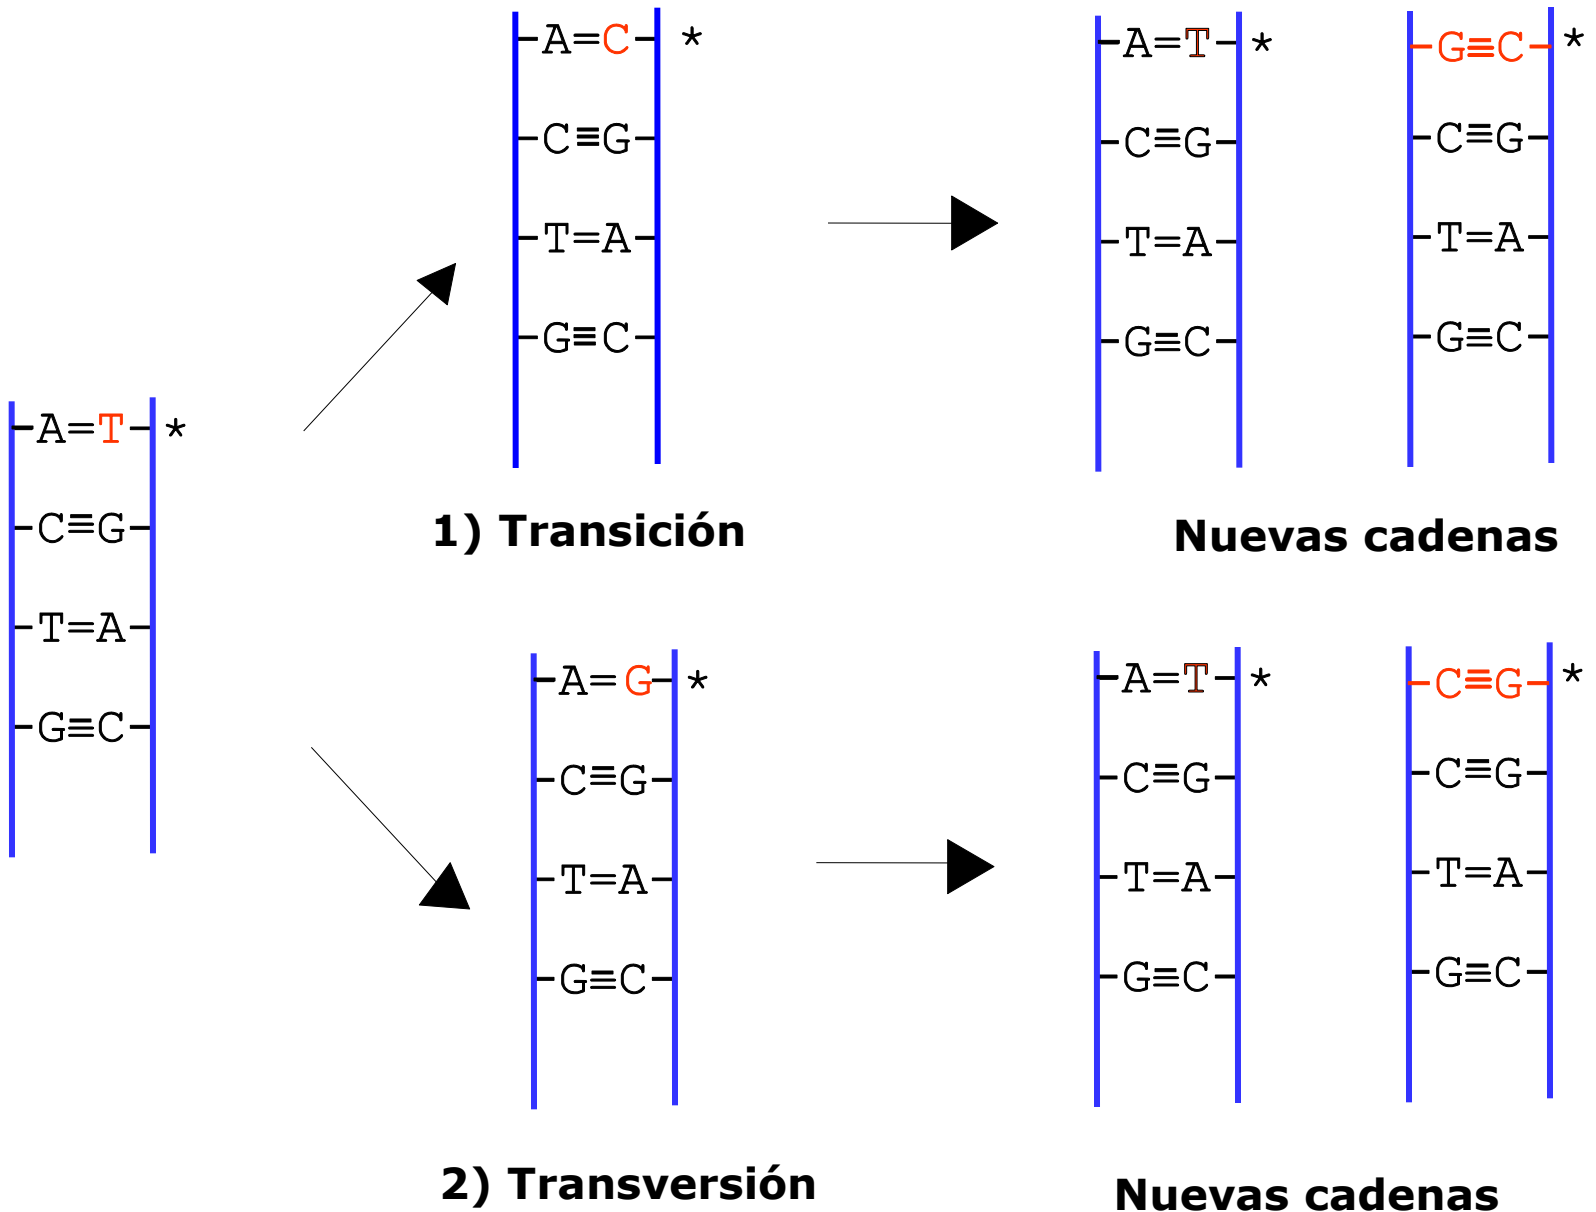 A=C *
C≡G
T=A
G≡C
1) Transición
A=T *
C≡G
T=A
G≡C
G≡C *
C≡G
T=A
G≡C
Nuevas cadenas
A=T *
C≡G
T=A
G≡C
A=G *
C≡G
T=A
G≡C
2) Transversión
A=T *
C≡G
T=A
G≡C
C≡G *
C≡G
T=A
G≡C
Nuevas cadenas